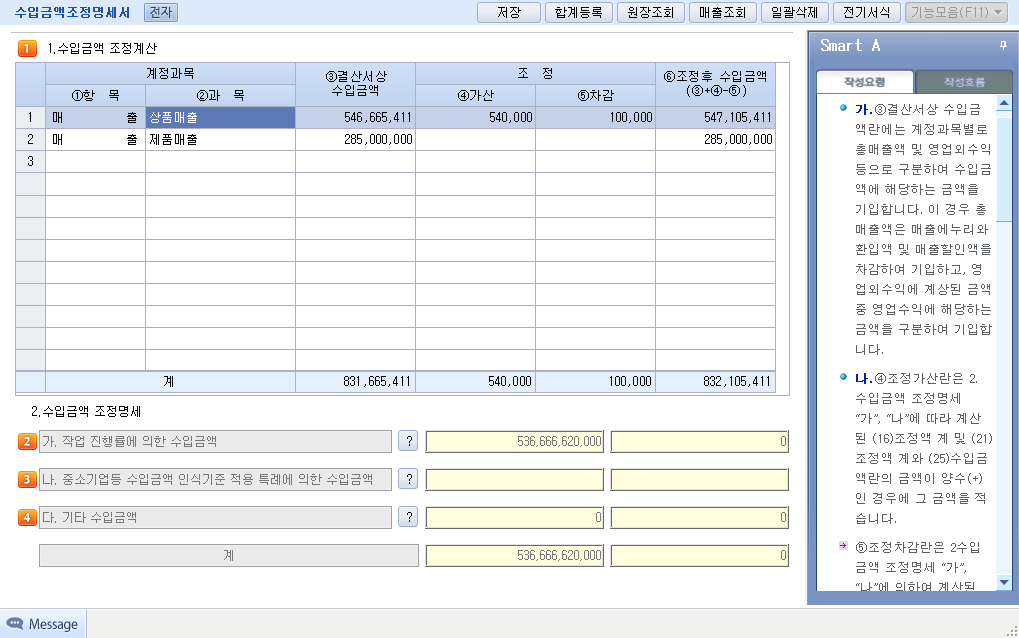 수입금액조정명세서 전자 저장 합계등록 원장조회 매출조회 일괄삭제 전기서식 기능모음(F11)
1 1.수입금액 조정계산
계정과목 ③결산서상 수입금액 조 정 ⑥조정후 수입금액 (③+④-⑤)
①항 목 ②과 목 ④가산 ⑤차감
1 매 출 상품매출 546,665,411 540,000 100,000 547,105,411
2 매 출 제품매출 285,000,000 285,000,000
3
계 831,665,411 540,000 100,000 832,105,411
2.수입금액 조정명세
2 가. 작업 진행률에 의한 수입금액 ? 536,666,620,000 0
3 나. 중소기업등 수입금액 인식기준 적용 특례에 의한 수입금액 ?
4 다. 기타 수입금액 ? 0 0
계 536,666,620,000 0
Smart A
작성요령 작성흐름
가.③결산서상 수입금
액란에는 계정과목별로
총매출액 및 영업외수익
등으로 구분하여 수입금
액에 해당하는 금액을
기입합니다. 이 경우 총
매출액은 매출에누리와
환입액 및 매출할인액을
차감하여 기입하고, 영
업외수익에 계상된 금액
중 영업수익에 해당하는
금액을 구분하여 기입합
니다.
나.④조정가산란은 2.
수입금액 조정명세
“가”, “나”에 따라 계산
된 (16)조정액 계 및 (21)
조정액 계와 (25)수입금
액란의 금액이 양수(+)
인 경우에 그 금액을 적
습니다.
⑤조정차감란은 2수입
금액 조정명세 “가”,
“나”에 의하여 계산된
Message